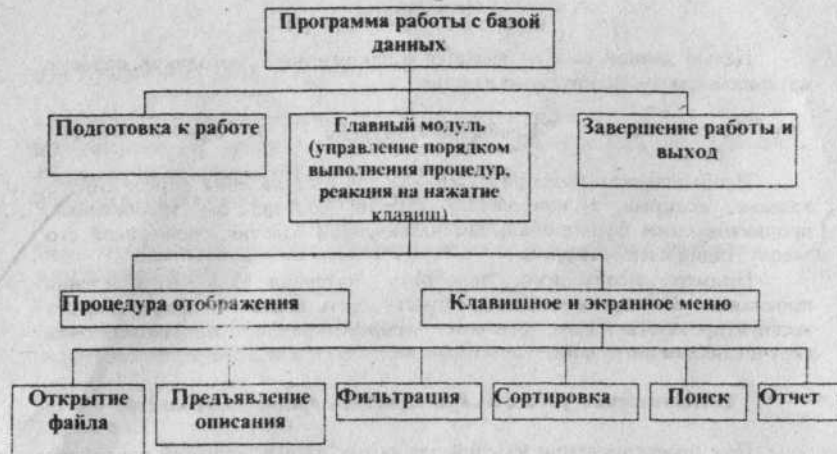 Программа работы с базой
данных
Подготовка к работе
Главный модуль
(управление порядком
выполнения процедур,
реакция на нажатие
клавиш)
Завершение работы и
выход
Процедура отображения
Клавишное и экранное меню
Открытие
файла
Предъявление
описания
Фильтрация
Сортировка
Поиск
Отчет